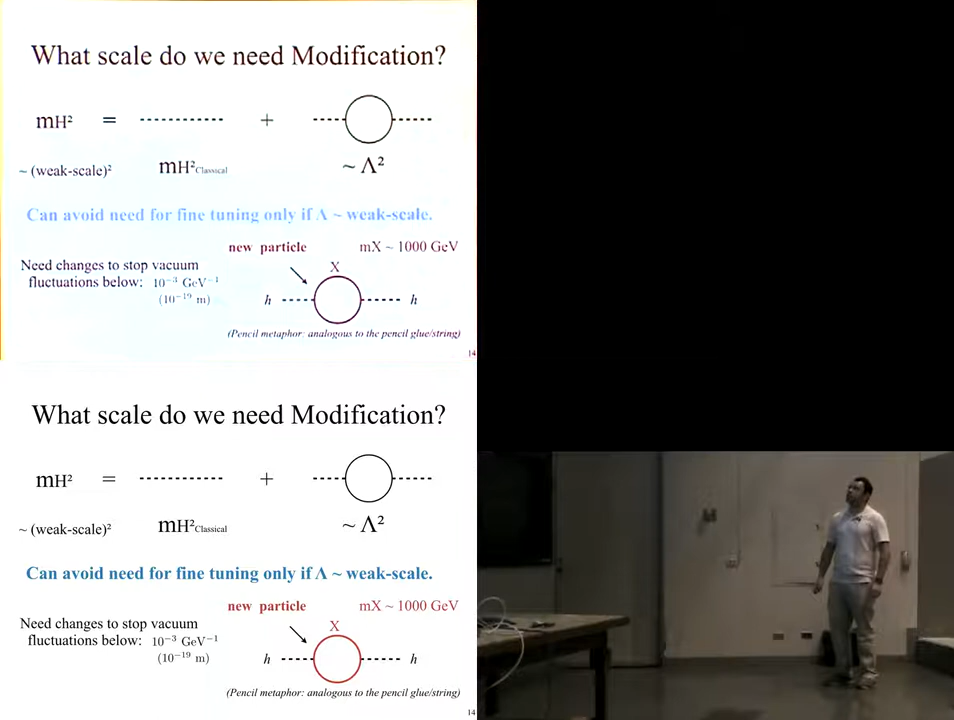 What scale do we need Modification?
mH² = +
~ (weak-scale)² mH²Classical ~ Λ²
Can avoid need for fine tuning only if Λ ~ weak-scale.
new particle mX ~ 1000 GeV
Need changes to stop vacuum
fluctuations below: 10⁻³ GeV⁻¹
(10⁻¹⁹ m)
X
h h
(Pencil metaphor: analogous to the pencil glue/string)
14
What scale do we need Modification?
mH² = +
~ (weak-scale)² mH²Classical ~ Λ²
Can avoid need for fine tuning only if Λ ~ weak-scale.
new particle mX ~ 1000 GeV
Need changes to stop vacuum
fluctuations below: 10⁻³ GeV⁻¹
(10⁻¹⁹ m)
X
h h
(Pencil metaphor: analogous to the pencil glue/string)
14